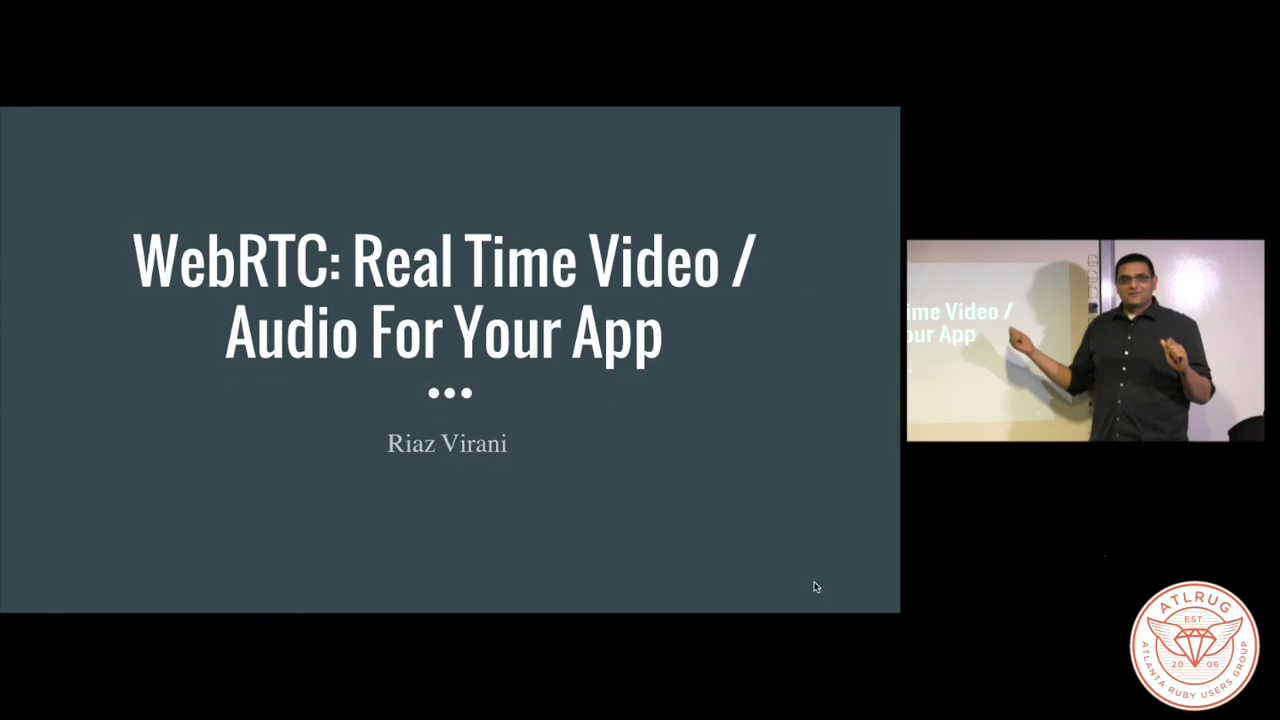 WebRTC: Real Time Video /
Audio For Your App
Riaz Virani
ime Video /
our App
ATLRUG
EST.
20 06
ATLANTA RUBY USERS GROUP